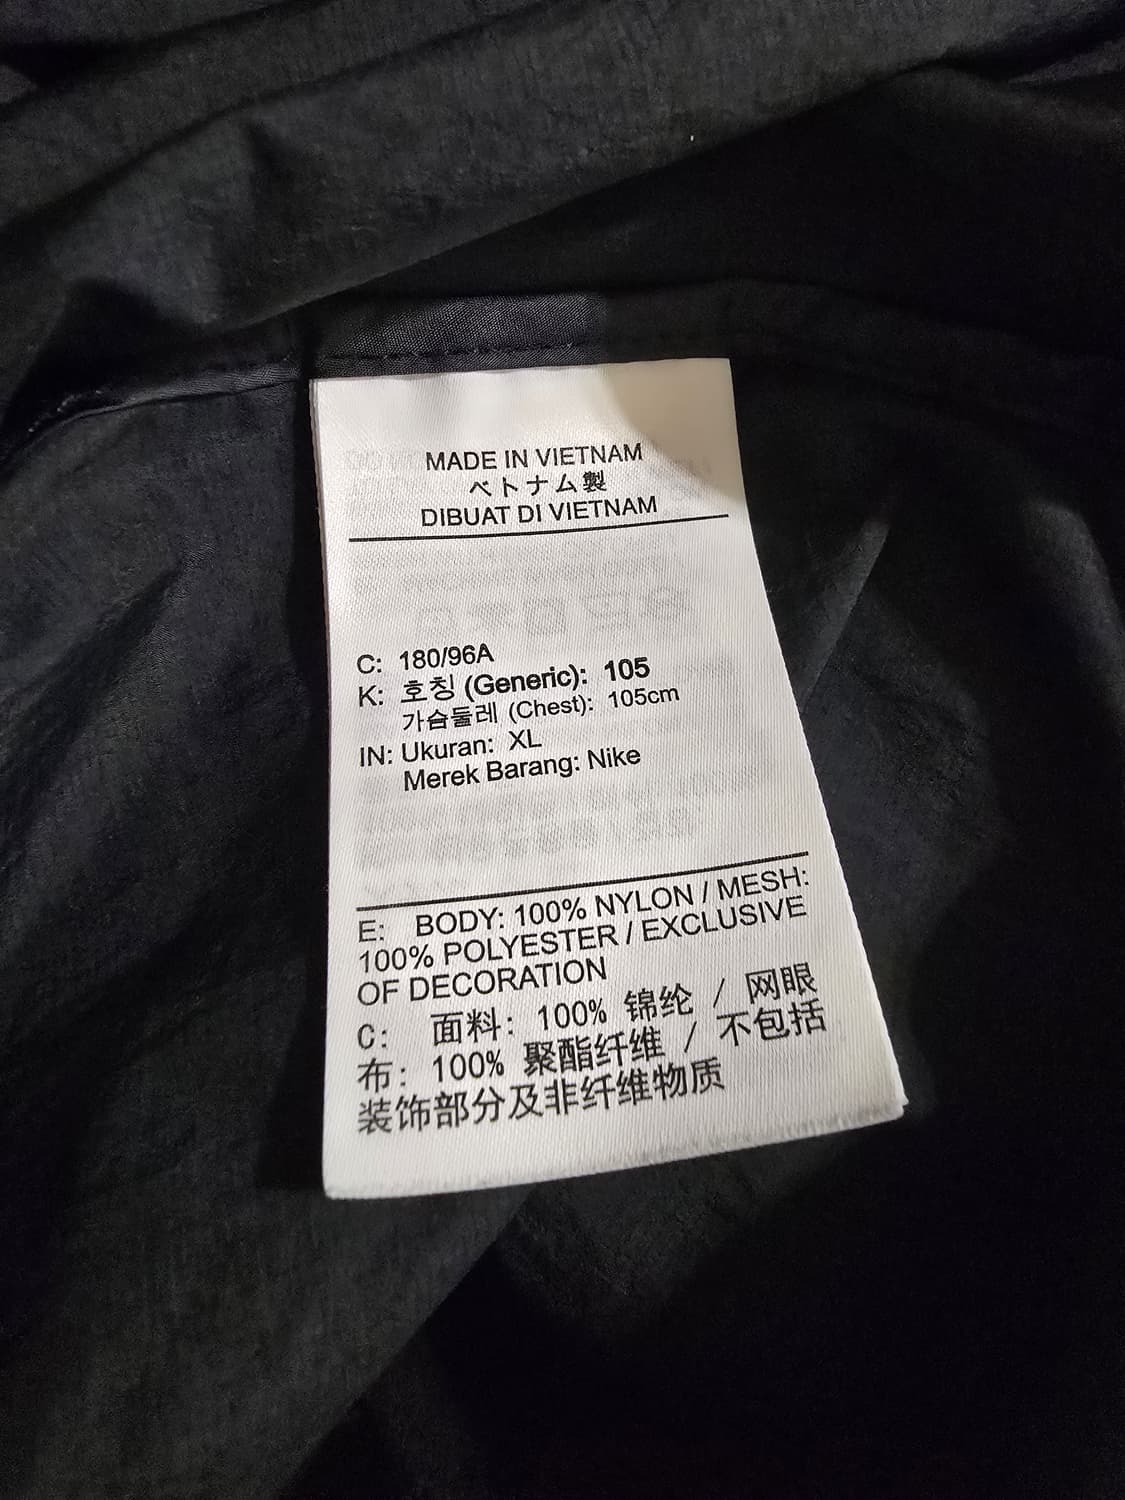 MADE IN VIETNAM
ベトナム製
DIBUAT DI VIETNAM
C: 180/96A
K: 호칭 (Generic): 105
가슴둘레 (Chest): 105cm
IN: Ukuran: XL
Merek Barang: Nike
E: BODY: 100% NYLON / MESH:
100% POLYESTER / EXCLUSIVE
OF DECORATION
C: 面料: 100% 锦纶 / 网眼
布: 100% 聚酯纤维 / 不包括
装饰部分及非纤维物质